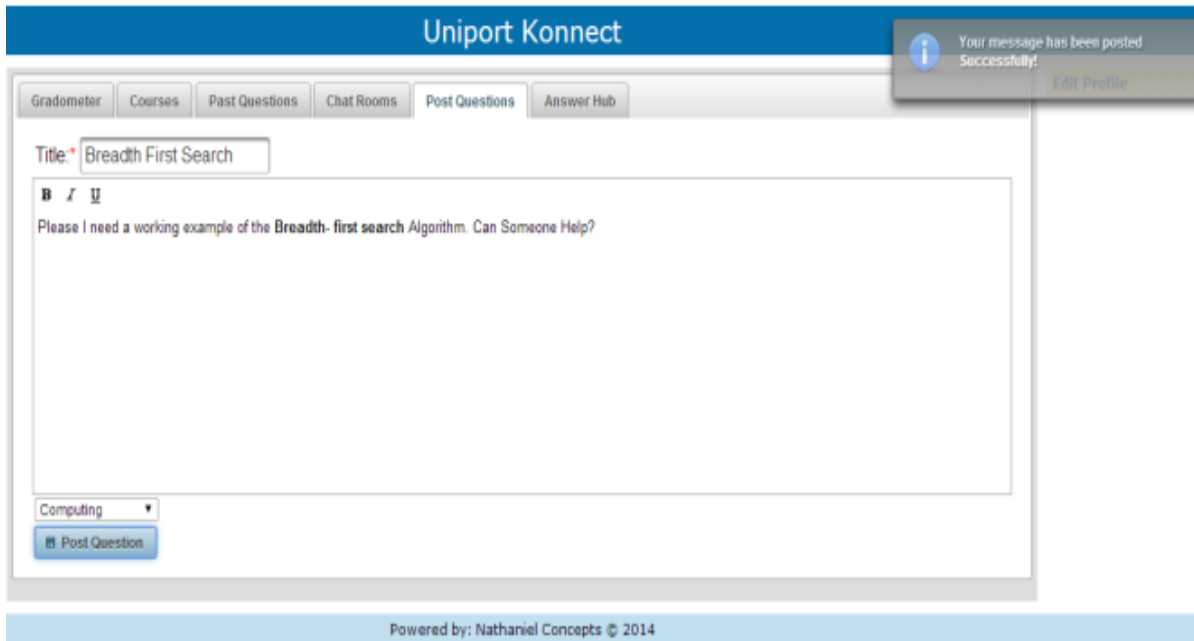 Uniport Konnect
Your message has been posted
Successfully!
Edit Profile
Gradometer Courses Past Questions Chat Rooms Post Questions Answer Hub
Title:* Breadth First Search
B I U
Please I need a working example of the Breadth- first search Algorithm. Can Someone Help?
Computing
Post Question
Powered by: Nathaniel Concepts © 2014